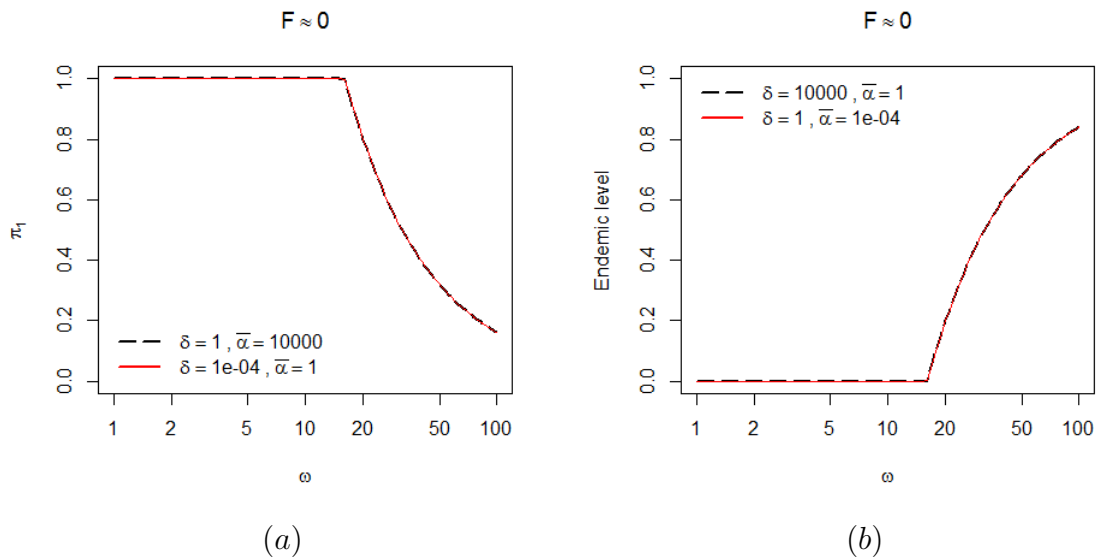 F ≈ 0
π₁
1.0
0.8
0.6
0.4
0.2
0.0
δ = 1 , α̅ = 10000
δ = 1e-04 , α̅ = 1
1 2 5 10 20 50 100
ω
(a)
F ≈ 0
Endemic level
1.0
0.8
0.6
0.4
0.2
0.0
δ = 10000 , α̅ = 1
δ = 1 , α̅ = 1e-04
1 2 5 10 20 50 100
ω
(b)